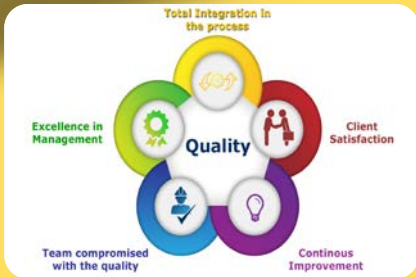 Total Integration in
the process
Excellence in
Management
Quality
Client
Satisfaction
Team compromised
with the quality
Continous
Improvement